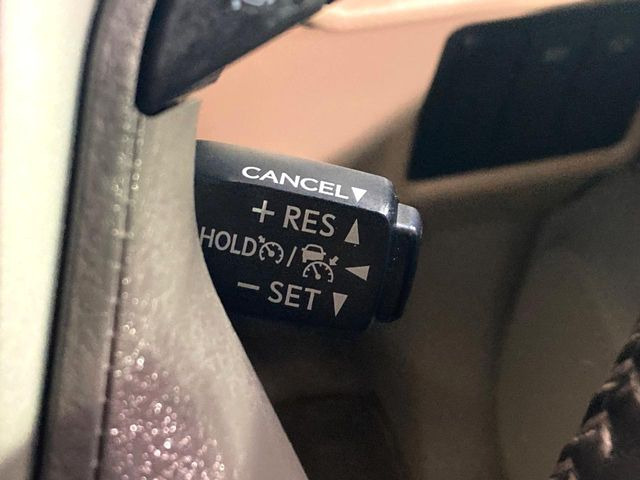 CANCEL▼
+ RES ▲
HOLD / ◀
− SET ▼